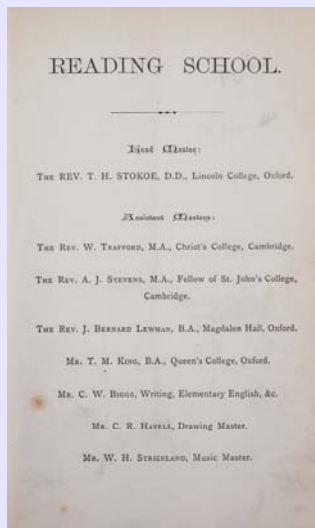 READING SCHOOL.
Head Master:
THE REV. T. H. STOKOE, D.D., Lincoln College, Oxford.
Assistant Masters:
THE REV. W. TRAFFORD, M.A., Christ's College, Cambridge.
THE REV. A. J. STEVENS, M.A., Fellow of St. John's College,
Cambridge.
THE REV. J. BERNARD LEWMAN, B.A., Magdalen Hall, Oxford.
MR. T. M. KING, B.A., Queen's College, Oxford.
MR. C. W. BIGGS, Writing, Elementary English, &c.
MR. C. R. HAVELL, Drawing Master.
MR. W. H. STRICKLAND, Music Master.